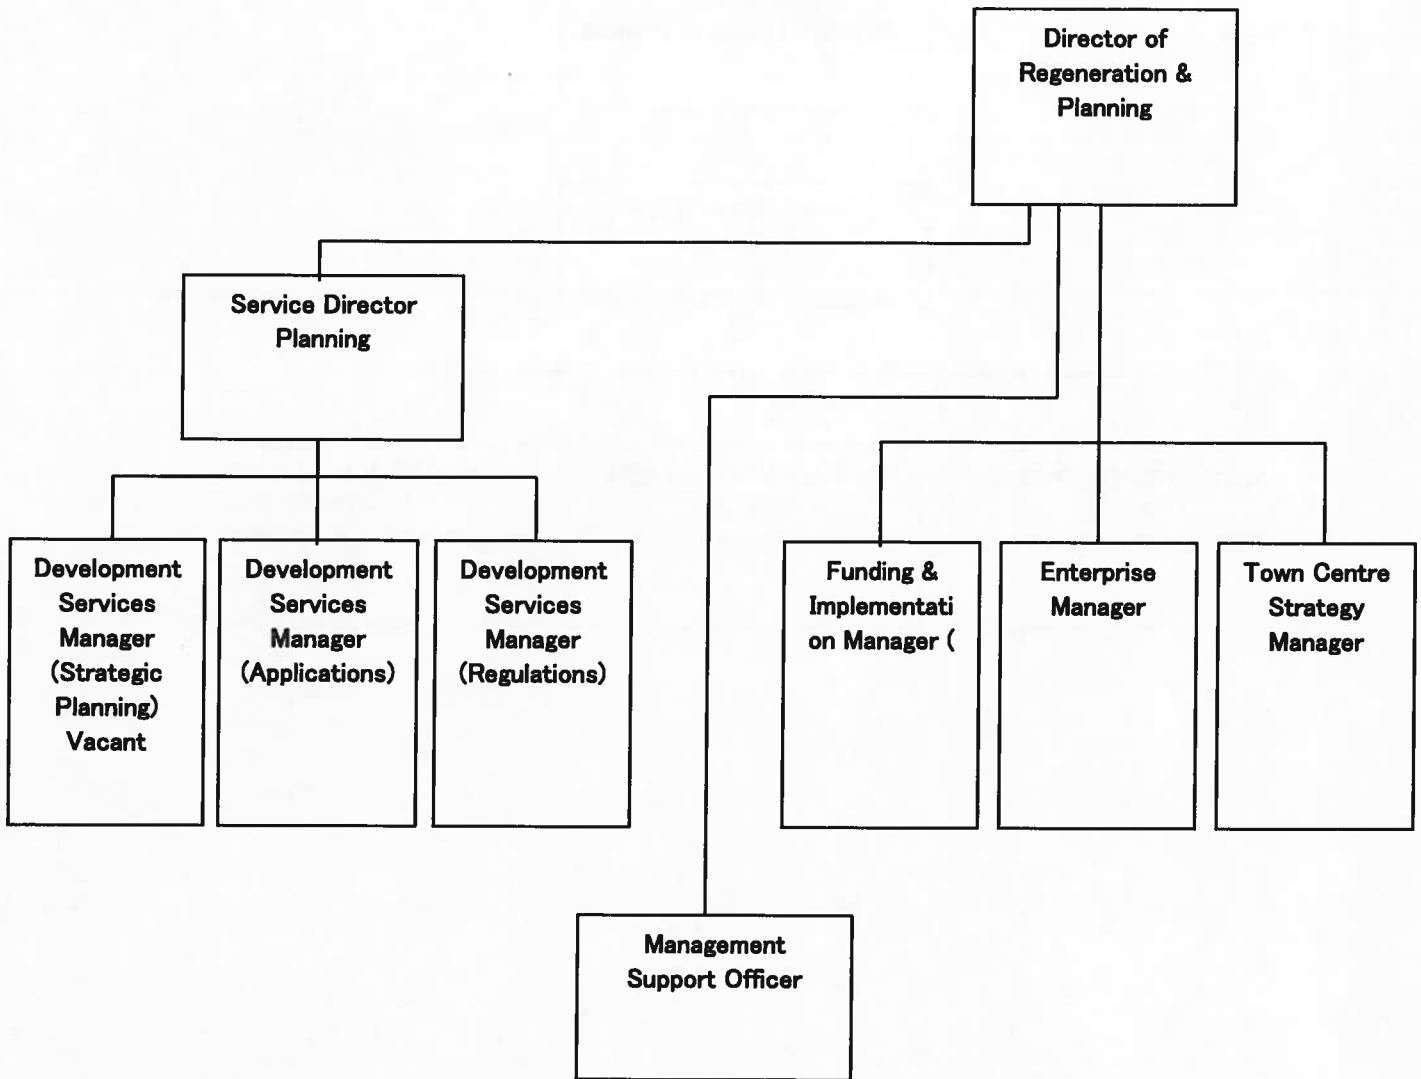 Director of
Regeneration &
Planning
Service Director
Planning
Development
Services
Manager
(Strategic
Planning)
Vacant
Development
Services
Manager
(Applications)
Development
Services
Manager
(Regulations)
Funding &
Implementati
on Manager (
Enterprise
Manager
Town Centre
Strategy
Manager
Management
Support Officer